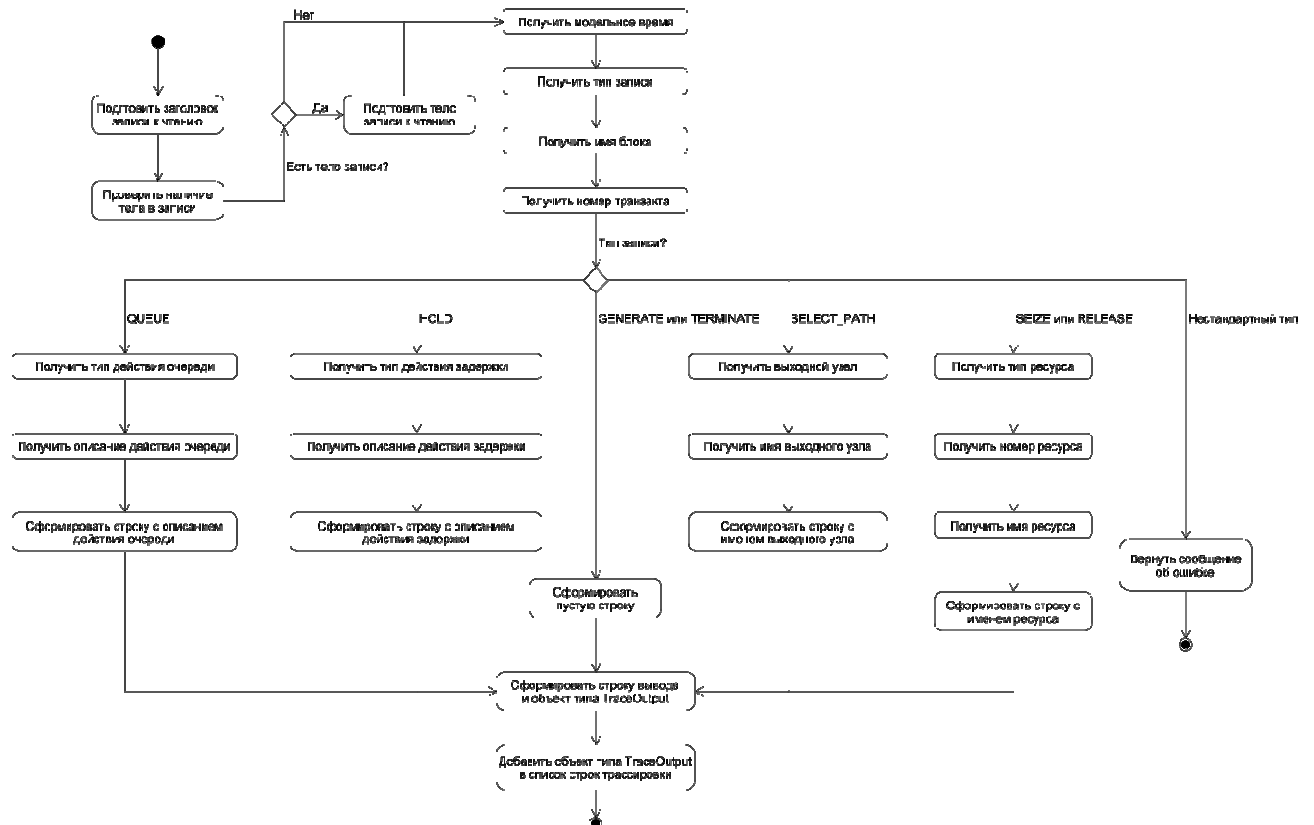 Нет
Получить модельное время
Получить тип записи
Подготовить заголовок
записи к чтению
Да
Подготовить тело
записи к чтению
Получить имя блока
Есть тело записи?
Проверить наличие
тела в записи
Получить номер транзакта
Тип записи?
QUEUE
HOLD
GENERATE или TERMINATE
SELECT_PATH
SEIZE или RELEASE
Нестандартный тип
Получить тип действия очереди
Получить тип действия задержки
Получить выходной узел
Получить тип ресурса
Получить описание действия очереди
Получить описание действия задержки
Получить имя выходного узла
Получить номер ресурса
Сформировать строку с описанием
действия очереди
Сформировать строку с описанием
действия задержки
Сформировать строку с
именем выходного узла
Получить имя ресурса
Вернуть сообщение
об ошибке
Сформировать
пустую строку
Сформировать строку с
именем ресурса
Сформировать строку вывода
и объект типа TraceOutput
Добавить объект типа TraceOutput
в список строк трассировки